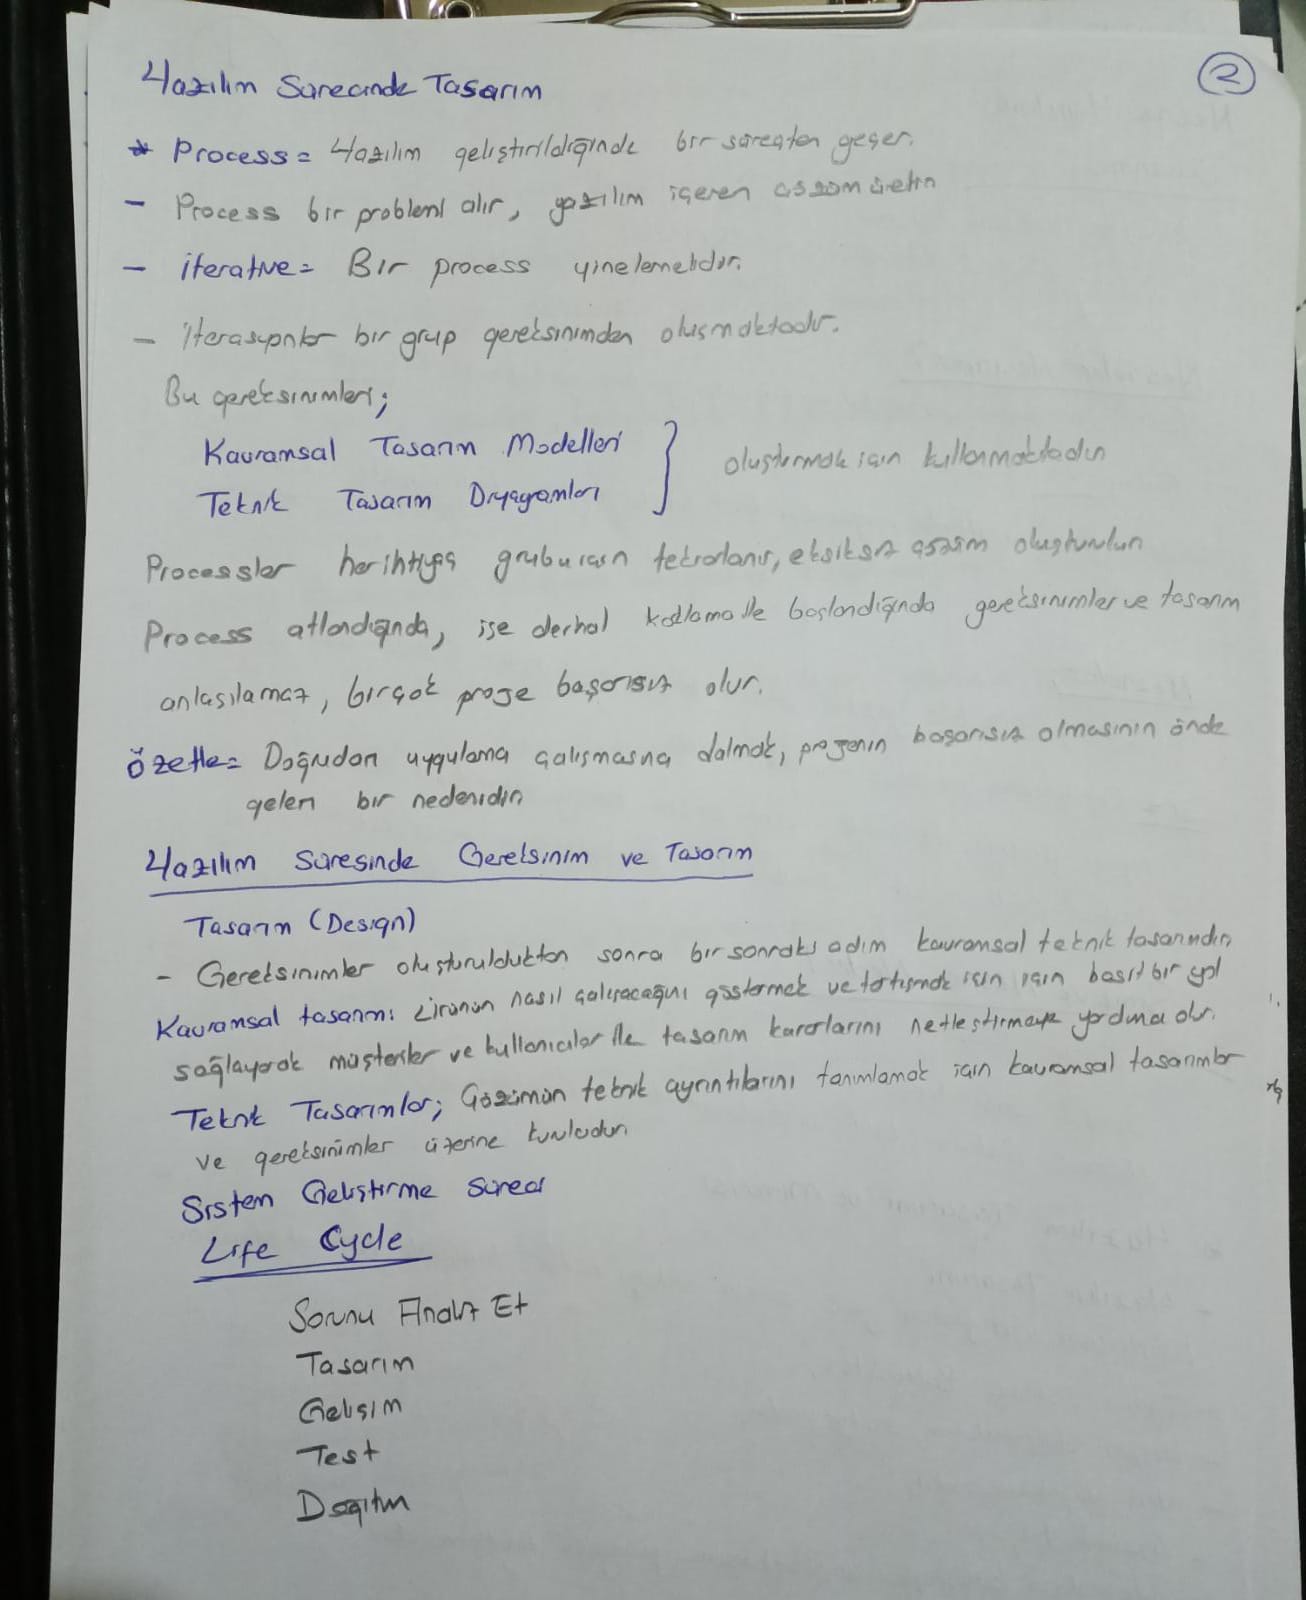 2
Yazılım Sürecinde Tasarım
* Process = Yazılım geliştirildiğinde bir süreçten geçer.
- Process bir problemi alır, yazılım içeren çözüm üretir
- iterative = Bir process yinelemelidir.
- İterasyonlar bir grup gereksinimden oluşmaktadır.
Bu gereksinimleri;
Kavramsal Tasarım Modelleri
Teknik Tasarım Diyagramları } oluşturmak için kullanmaktadır
Processler her ihtiyaç grubu için tekrarlanır, eksiksiz çözüm oluşturulur
Process atlandığında, işe derhal kodlama ile başlandığında gereksinimler ve tasarım
anlaşılamaz, birçok proje başarısız olur.
Özetle = Doğrudan uygulama çalışmasına dalmak, projenin başarısız olmasının önde
gelen bir nedenidir
Yazılım Süresinde Gereksinim ve Tasarım
Tasarım (Design)
- Gereksinimler oluşturulduktan sonra bir sonraki adım kavramsal teknik tasarımdır
Kavramsal tasarım: Ürünün nasıl çalışacağını göstermek ve tartışmak için için basit bir yol
sağlayarak müşteriler ve kullanıcılar ile tasarım kararlarını netleştirmeye yardımcı olur.
Teknik Tasarımlar; Çözümün teknik ayrıntılarını tanımlamak için kavramsal tasarımlar
ve gereksinimler üzerine kuruludur
Sistem Geliştirme Süreci
Life Cycle
Sorunu Analiz Et
Tasarım
Gelişim
Test
Dağıtım